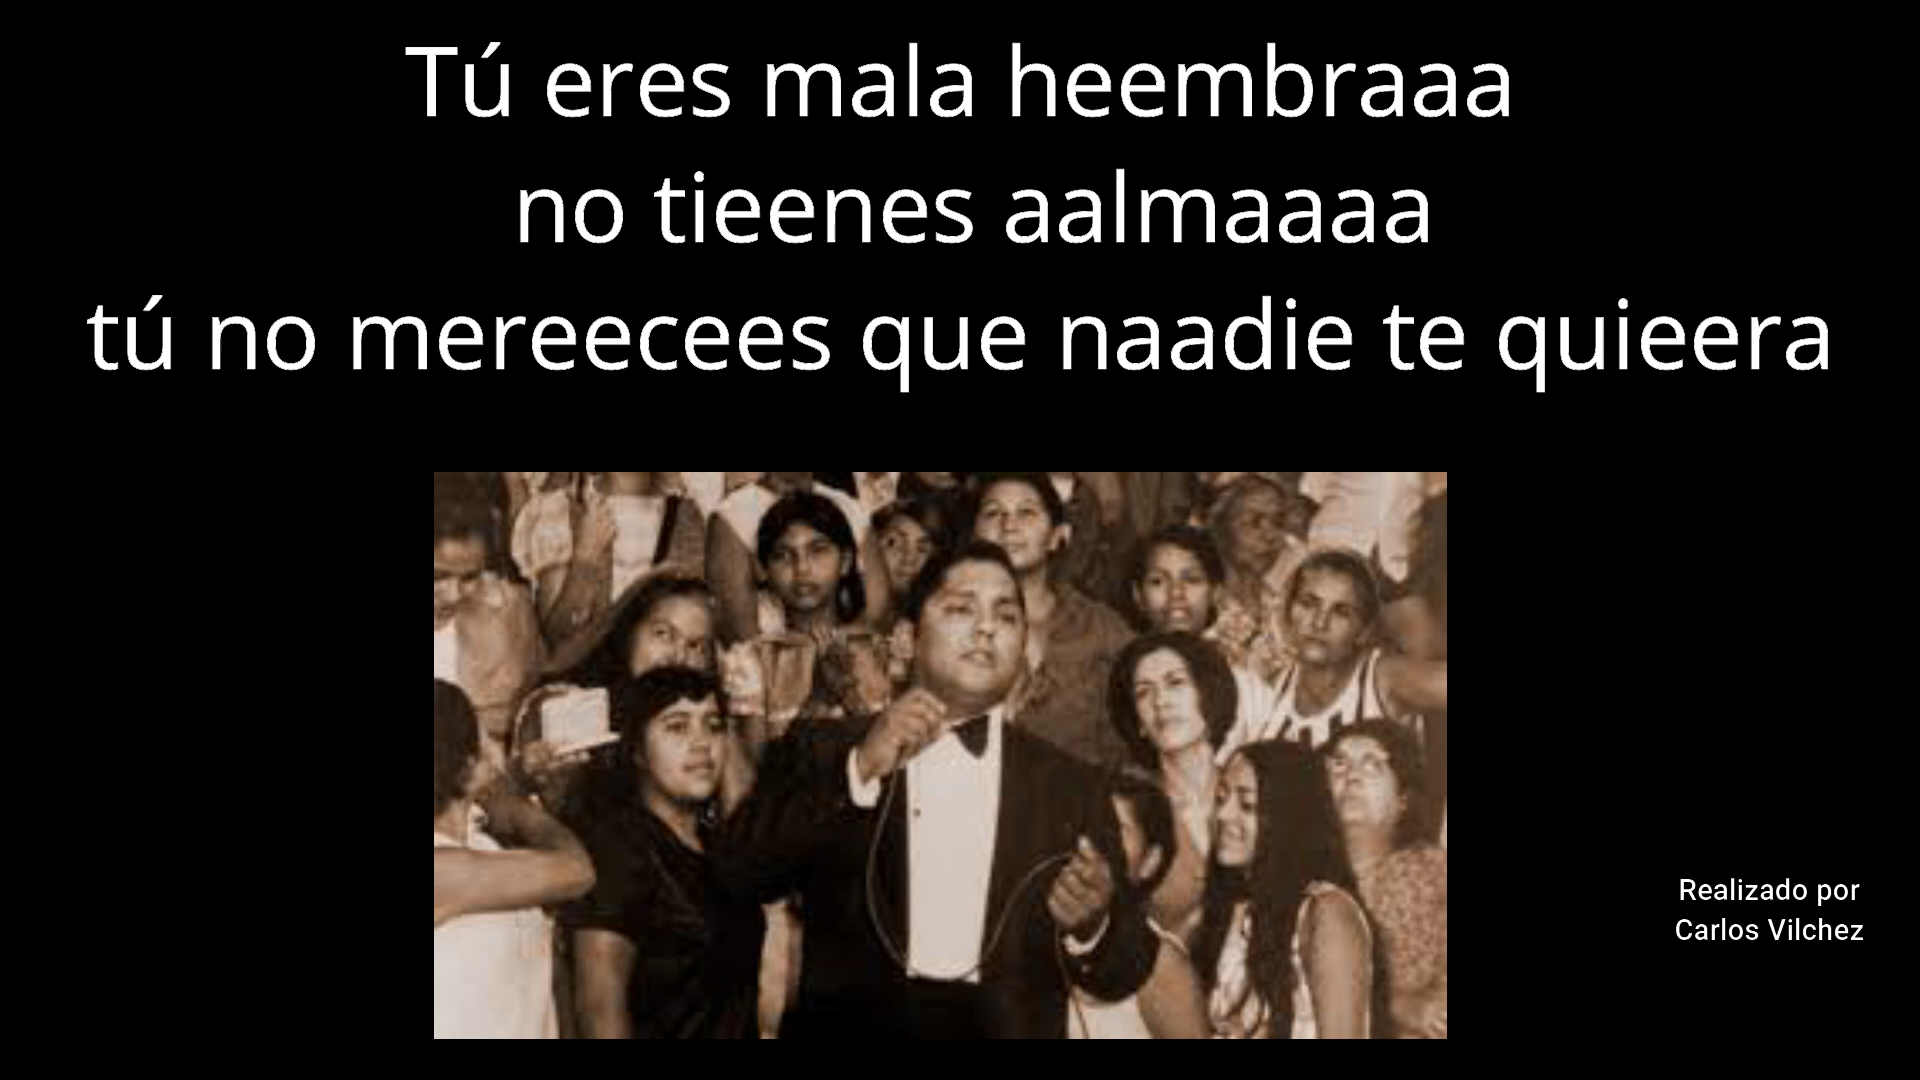 Tú eres mala heembraaa
no tieenes aalmaaaa
tú no mereecees que naadie te quieera
Realizado por
Carlos Vilchez